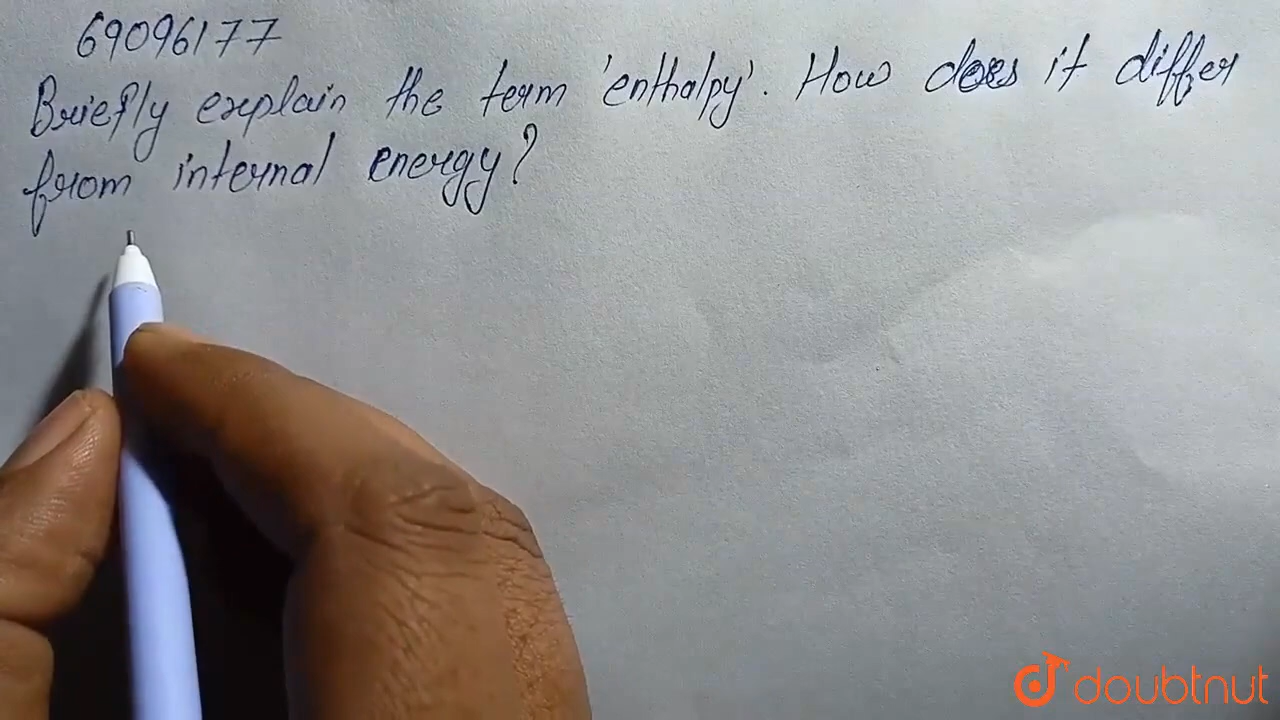 69096177
Briefly explain the term 'enthalpy'. How does it differ
from internal energy?
doubtnut